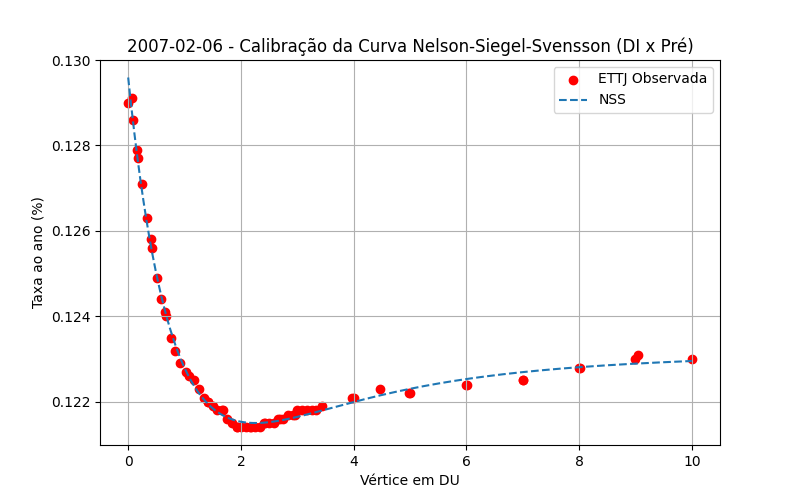 2007-02-06 - Calibração da Curva Nelson-Siegel-Svensson (DI x Pré)
0.130
0.128
0.126
0.124
0.122
Taxa ao ano (%)
ETTJ Observada
NSS
0 2 4 6 8 10
Vértice em DU